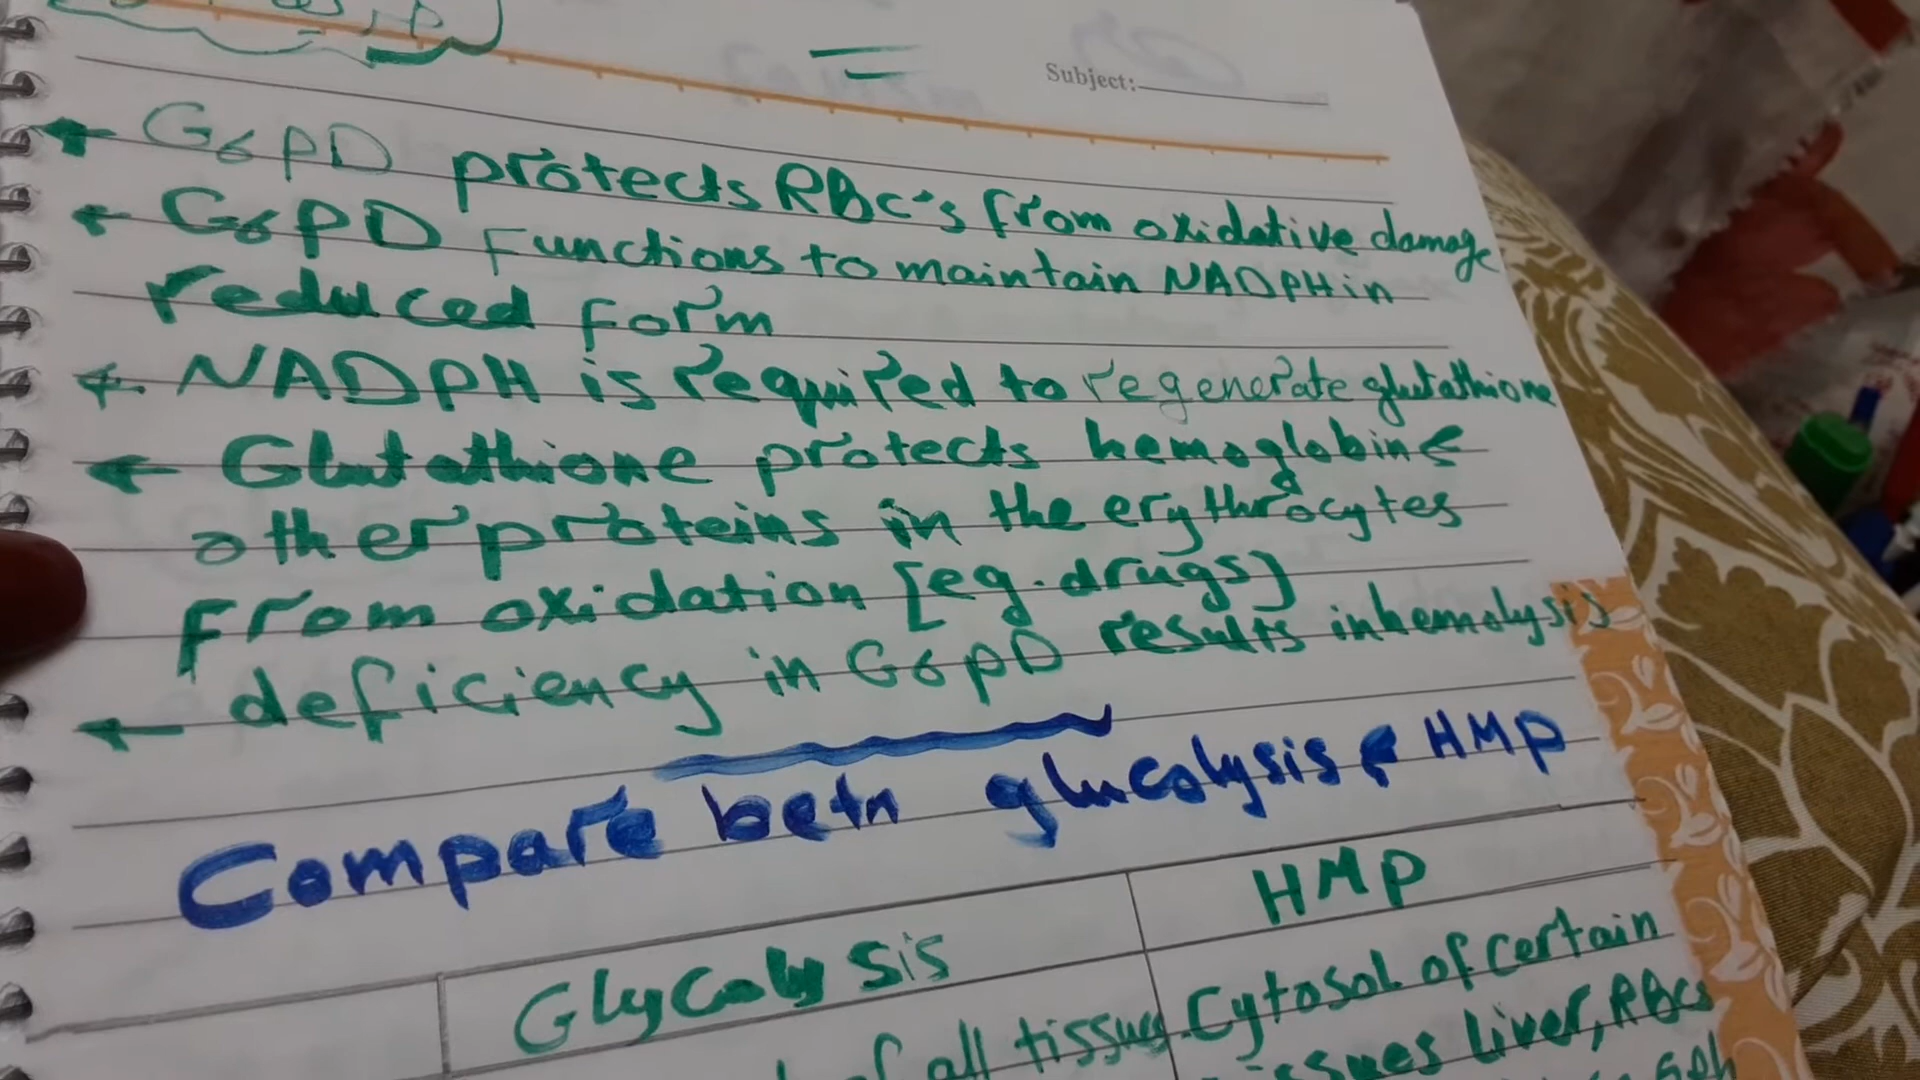 Subject:
G6PD protects RBc's from oxidative damage
G6PD Functions to maintain NADPH in
reduced form
NADPH is required to regenerate glutathione
Glutathione protects hemoglobin &
other proteins in the erythrocytes
From oxidation [eg. drugs]
deficiency in G6pD results in hemolysis
Compare betn glucolysis & HMP
Glycolysis HMP
of all tissues Cytosol of certain
liver, RBcs